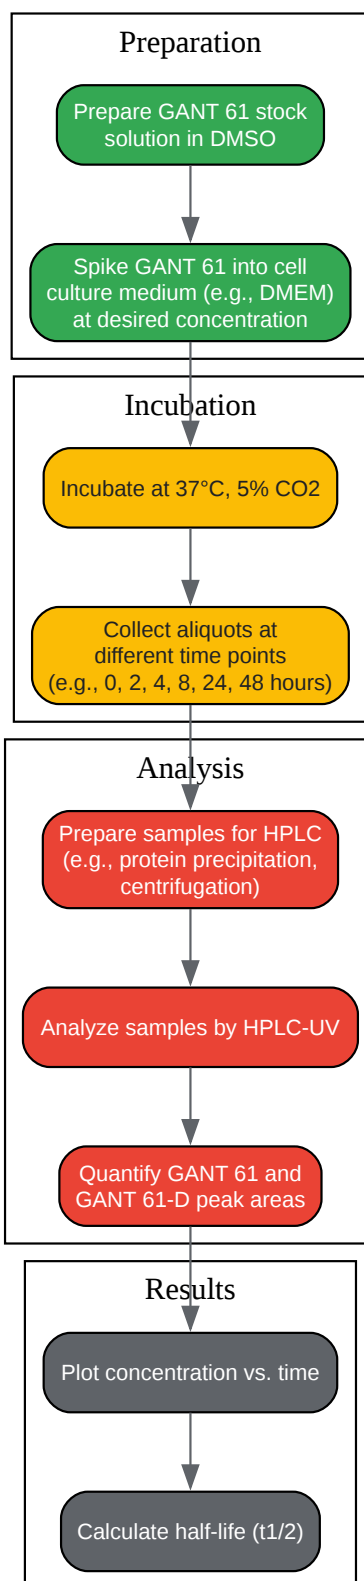 Preparation
Prepare GANT 61 stock
solution in DMSO
Spike GANT 61 into cell
culture medium (e.g., DMEM)
at desired concentration
Incubation
Incubate at 37°C, 5% CO2
Collect aliquots at
different time points
(e.g., 0, 2, 4, 8, 24, 48 hours)
Analysis
Prepare samples for HPLC
(e.g., protein precipitation,
centrifugation)
Analyze samples by HPLC-UV
Quantify GANT 61 and
GANT 61-D peak areas
Results
Plot concentration vs. time
Calculate half-life (t1/2)